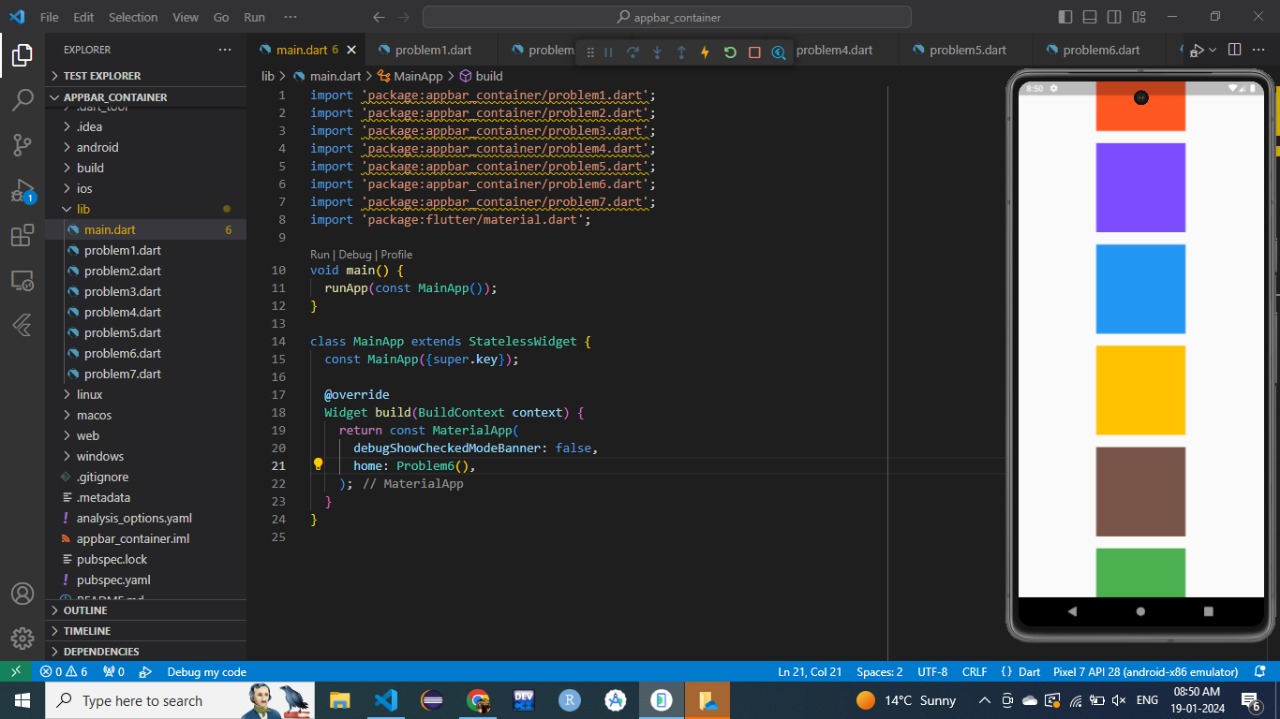 File Edit Selection View Go Run ··· appbar_container
EXPLORER ···
main.dart 6
problem1.dart
problem
problem4.dart
problem5.dart
problem6.dart
TEST EXPLORER
APPBAR_CONTAINER
.dart_tool
.idea
android
build
ios
lib
main.dart 6
problem1.dart
problem2.dart
problem3.dart
problem4.dart
problem5.dart
problem6.dart
problem7.dart
linux
macos
web
windows
.gitignore
.metadata
analysis_options.yaml
appbar_container.iml
pubspec.lock
pubspec.yaml
README.md
OUTLINE
TIMELINE
DEPENDENCIES
1
lib > main.dart > MainApp > build
1 import 'package:appbar_container/problem1.dart';
2 import 'package:appbar_container/problem2.dart';
3 import 'package:appbar_container/problem3.dart';
4 import 'package:appbar_container/problem4.dart';
5 import 'package:appbar_container/problem5.dart';
6 import 'package:appbar_container/problem6.dart';
7 import 'package:appbar_container/problem7.dart';
8 import 'package:flutter/material.dart';
9
Run | Debug | Profile
10 void main() {
11 runApp(const MainApp());
12 }
13
14 class MainApp extends StatelessWidget {
15 const MainApp({super.key});
16
17 @override
18 Widget build(BuildContext context) {
19 return const MaterialApp(
20 debugShowCheckedModeBanner: false,
21 home: Problem6(),
22 ); // MaterialApp
23 }
24 }
25
8:50
0 6 0 Debug my code Ln 21, Col 21 Spaces: 2 UTF-8 CRLF {} Dart Pixel 7 API 28 (android-x86 emulator)
Type here to search
DEV
R
14°C Sunny
ENG
08:50 AM
19-01-2024
6